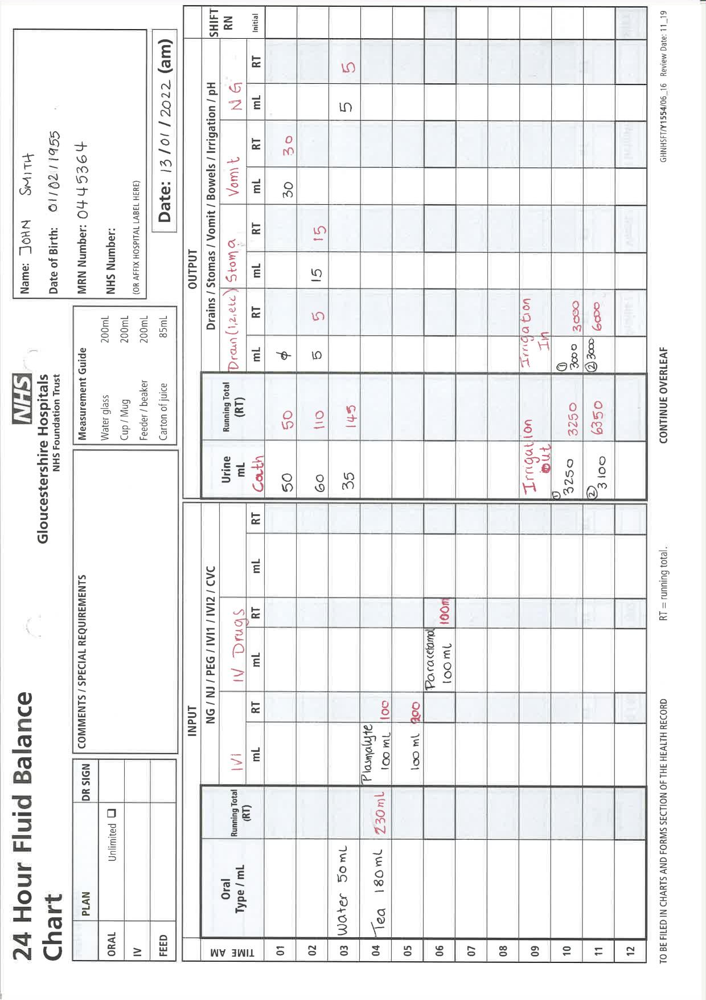 24 Hour Fluid Balance
Chart
NHS
Gloucestershire Hospitals
NHS Foundation Trust
Name: JOHN SMITH
Date of Birth: 01/02/1955
MRN Number: 0445364
NHS Number:
(OR AFFIX HOSPITAL LABEL HERE)
Date: 13/01/2022 (am)
PLAN DR SIGN
ORAL Unlimited ☐
IV
FEED
COMMENTS / SPECIAL REQUIREMENTS
Measurement Guide
Water glass 200mL
Cup / Mug 200mL
Feeder / beaker 200mL
Carton of juice 85mL
INPUT OUTPUT
TIME AM
Oral
Type / mL
Running Total
(RT)
NG / NJ / PEG / IVI1 / IVI2 / CVC
IVI IV Drugs
mL RT mL RT mL RT
Urine
mL
Cath
Running Total
(RT)
Drains / Stomas / Vomit / Bowels / Irrigation / pH
Drain (1,2,etc) Stoma Vomit NG
mL RT mL RT mL RT mL RT
SHIFT
RN
Initial
01 50 50 ϕ 30 30
02 60 110 5 5 15 15
03 Water 50mL 35 145 5 5
04 Tea 180mL 230mL Plasmalyte
100mL 100
05 100mL 200
06 Paracetamol
100mL 100m
07
08
09 Irrigation
Out
Irrigation
In
10 ① 3250 3250 ① 3000 3000
11 ② 3100 6350 ② 3000 6000
12
TO BE FILED IN CHARTS AND FORMS SECTION OF THE HEALTH RECORD
RT = running total.
CONTINUE OVERLEAF
GHNHSFT/Y1554/06_16 Review Date: 11_19